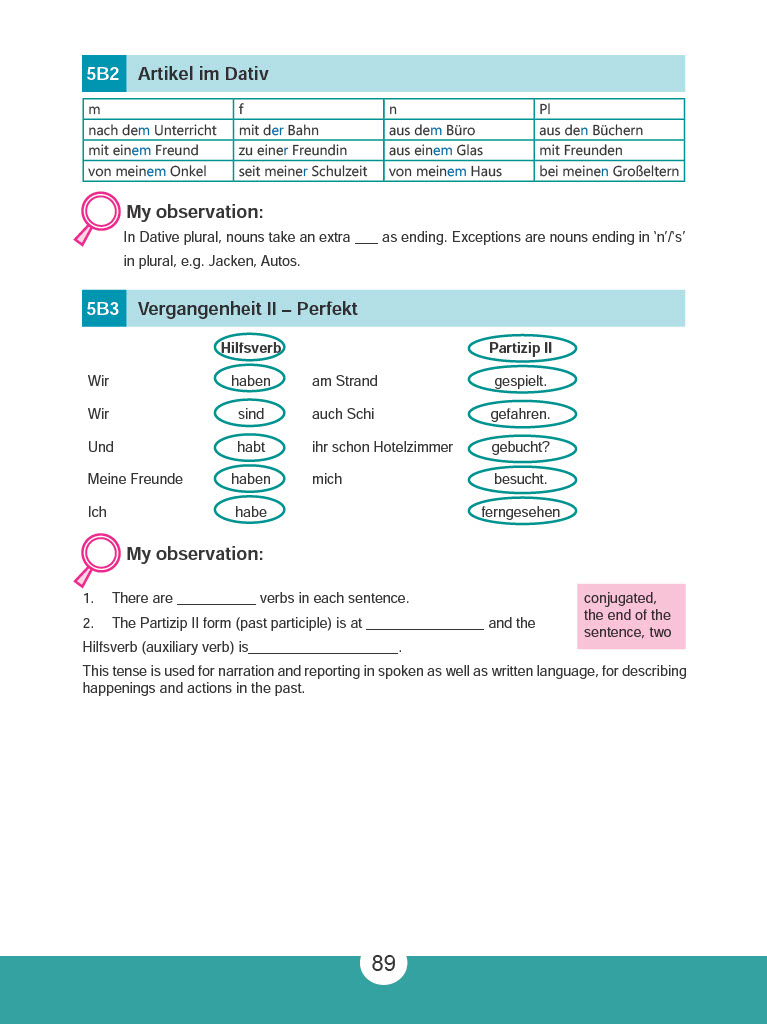 5B2 Artikel im Dativ
m f n Pl
nach dem Unterricht mit der Bahn aus dem Büro aus den Büchern
mit einem Freund zu einer Freundin aus einem Glas mit Freunden
von meinem Onkel seit meiner Schulzeit von meinem Haus bei meinen Großeltern
My observation:
In Dative plural, nouns take an extra ___ as ending. Exceptions are nouns ending in ‘n’/‘s’
in plural, e.g. Jacken, Autos.
5B3 Vergangenheit II – Perfekt
Hilfsverb Partizip II
Wir haben am Strand gespielt.
Wir sind auch Schi gefahren.
Und habt ihr schon Hotelzimmer gebucht?
Meine Freunde haben mich besucht.
Ich habe ferngesehen
My observation:
1. There are __________ verbs in each sentence.
2. The Partizip II form (past participle) is at _______________ and the
Hilfsverb (auxiliary verb) is___________________.
conjugated,
the end of the
sentence, two
This tense is used for narration and reporting in spoken as well as written language, for describing
happenings and actions in the past.
89